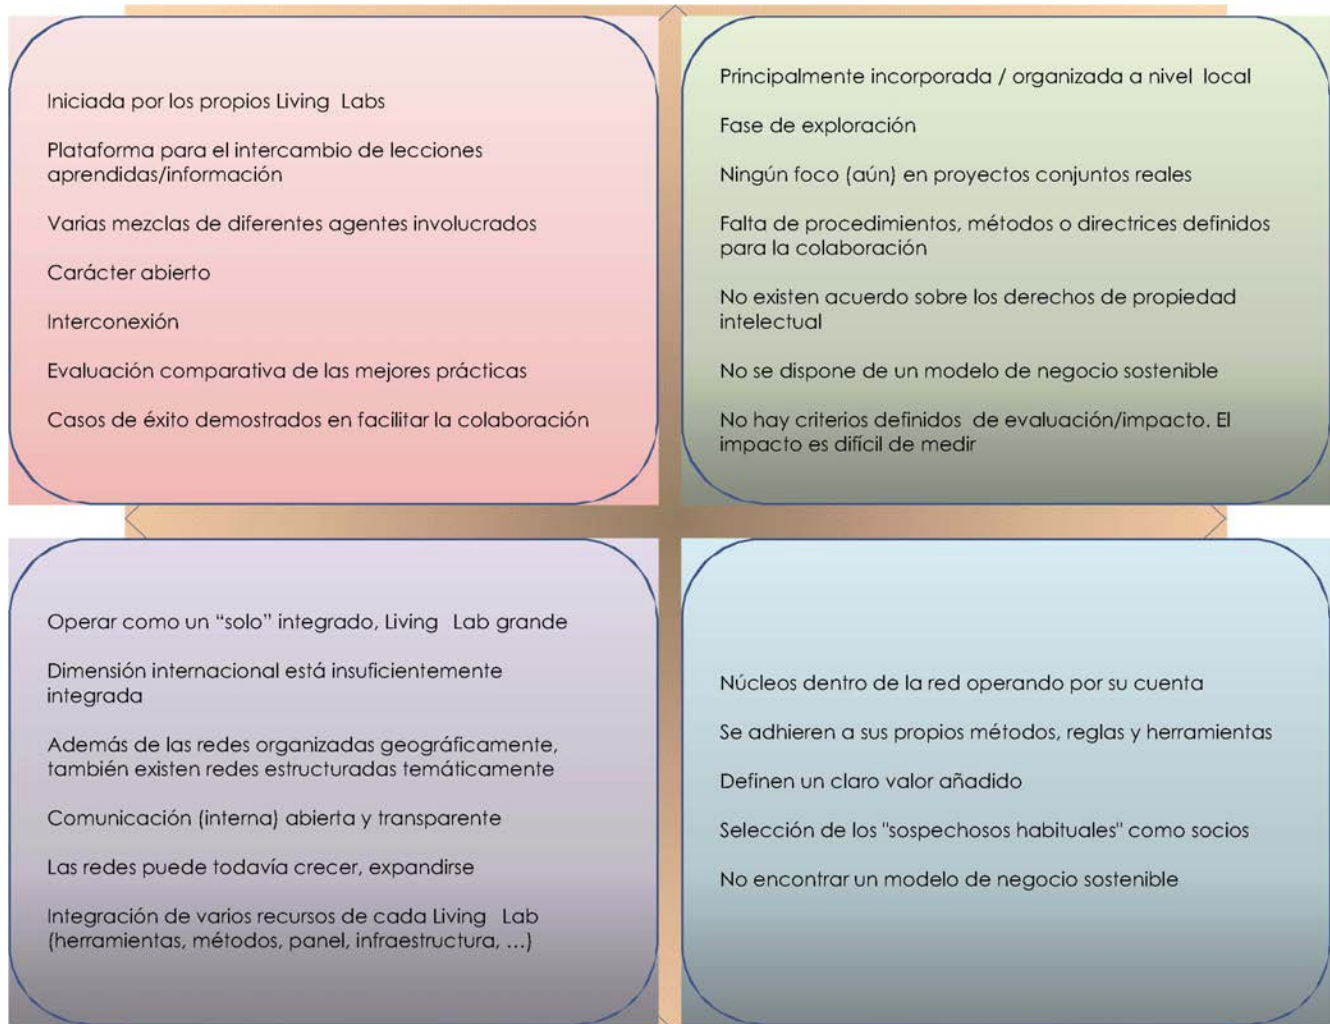 Iniciada por los propios Living Labs
Plataforma para el intercambio de lecciones
aprendidas/información
Varias mezclas de diferentes agentes involucrados
Carácter abierto
Interconexión
Evaluación comparativa de las mejores prácticas
Casos de éxito demostrados en facilitar la colaboración
Principalmente incorporada / organizada a nivel local
Fase de exploración
Ningún foco (aún) en proyectos conjuntos reales
Falta de procedimientos, métodos o directrices definidos
para la colaboración
No existen acuerdo sobre los derechos de propiedad
intelectual
No se dispone de un modelo de negocio sostenible
No hay criterios definidos de evaluación/impacto. El
impacto es difícil de medir
Operar como un “solo” integrado, Living Lab grande
Dimensión internacional está insuficientemente
integrada
Además de las redes organizadas geográficamente,
también existen redes estructuradas temáticamente
Comunicación (interna) abierta y transparente
Las redes puede todavía crecer, expandirse
Integración de varios recursos de cada Living Lab
(herramientas, métodos, panel, infraestructura, …)
Núcleos dentro de la red operando por su cuenta
Se adhieren a sus propios métodos, reglas y herramientas
Definen un claro valor añadido
Selección de los "sospechosos habituales" como socios
No encontrar un modelo de negocio sostenible